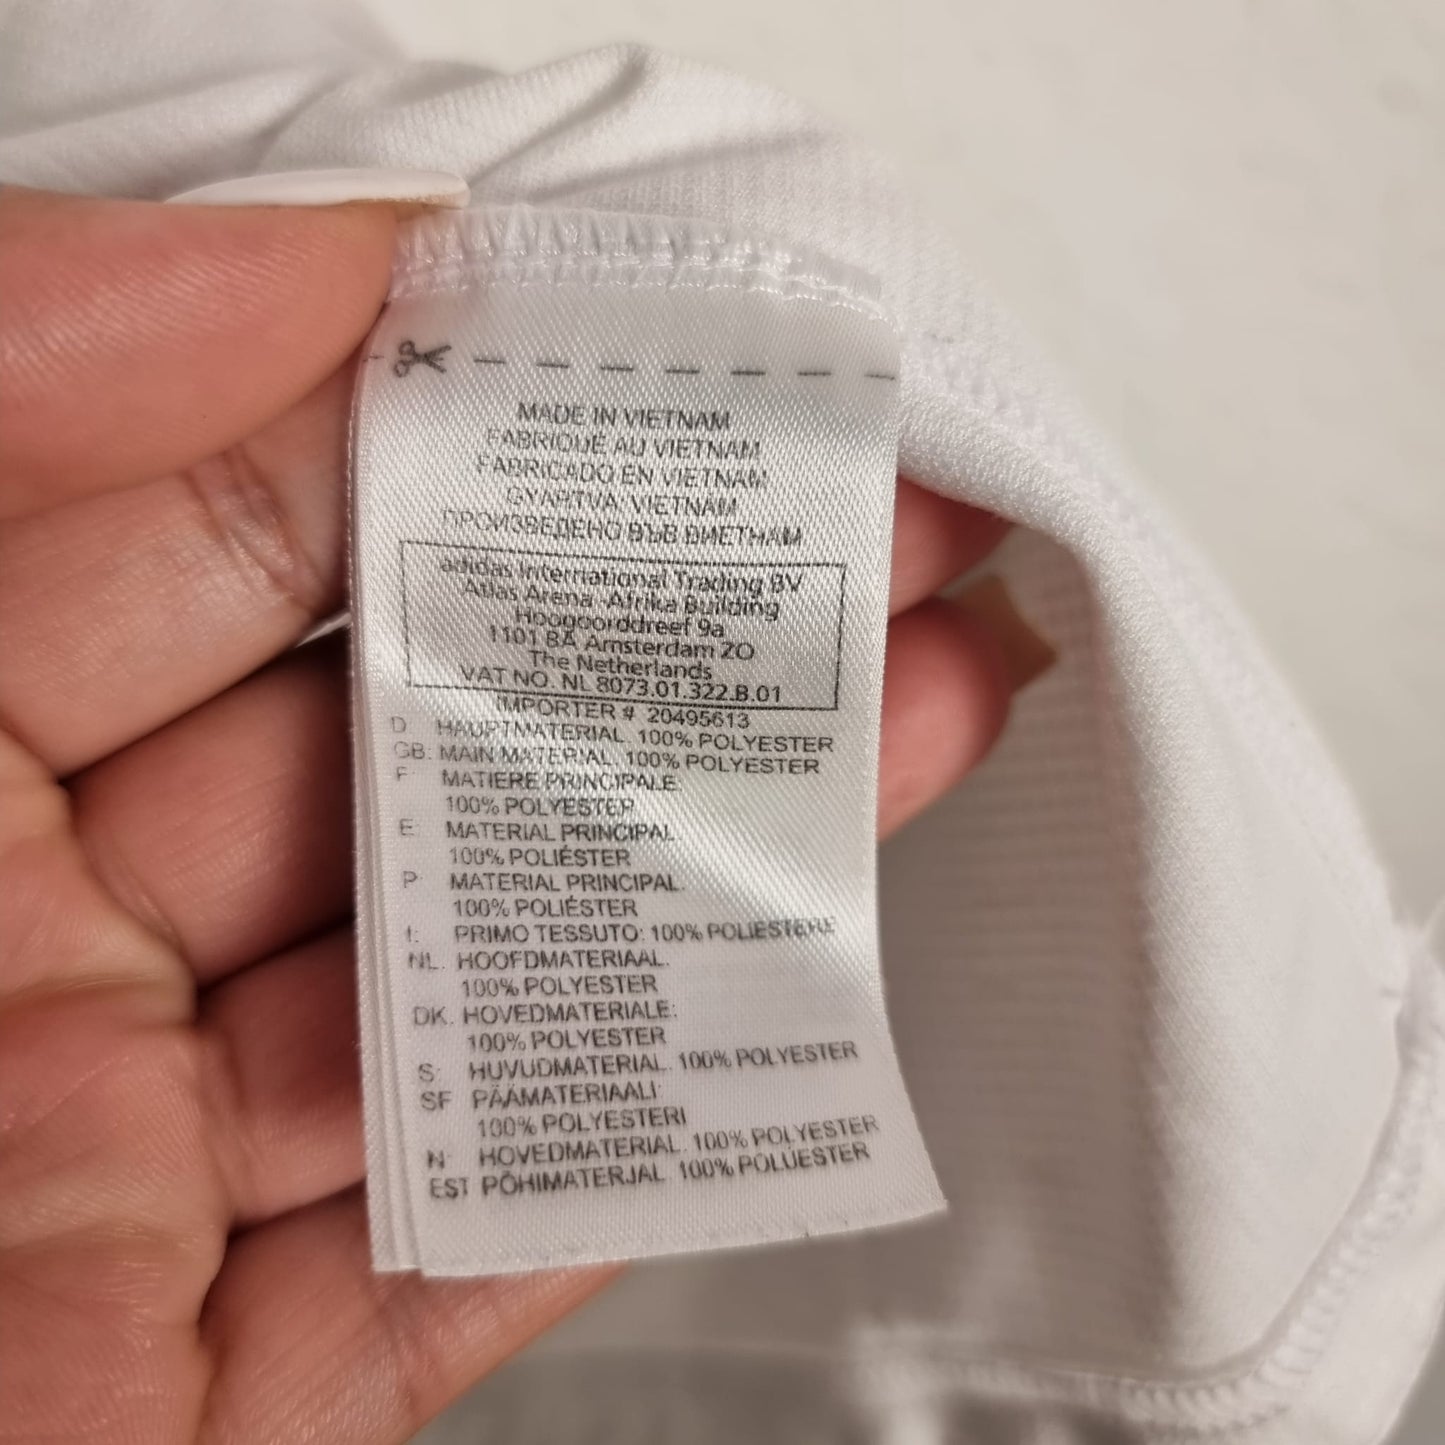 MADE IN VIETNAM
FABRIQUÉ AU VIETNAM
FABRICADO EN VIETNAM
GYÁRTVA: VIETNAM
ПРОИЗВЕДЕНО ВЪВ ВИЕТНАМ
adidas International Trading BV
Atlas Arena -Afrika Building
Hoogoorddreef 9a
1101 BA Amsterdam ZO
The Netherlands
VAT NO. NL 8073.01.322.B.01
IMPORTER # 20495613
D: HAUPTMATERIAL: 100% POLYESTER
GB: MAIN MATERIAL: 100% POLYESTER
F: MATIERE PRINCIPALE:
100% POLYESTER
E: MATERIAL PRINCIPAL:
100% POLIÉSTER
P: MATERIAL PRINCIPAL:
100% POLIÉSTER
I: PRIMO TESSUTO: 100% POLIESTERE
NL: HOOFDMATERIAAL:
100% POLYESTER
DK: HOVEDMATERIALE:
100% POLYESTER
S: HUVUDMATERIAL: 100% POLYESTER
SF: PÄÄMATERIAALI:
100% POLYESTERI
N: HOVEDMATERIAL: 100% POLYESTER
EST: PÕHIMATERJAL: 100% POLÜESTER